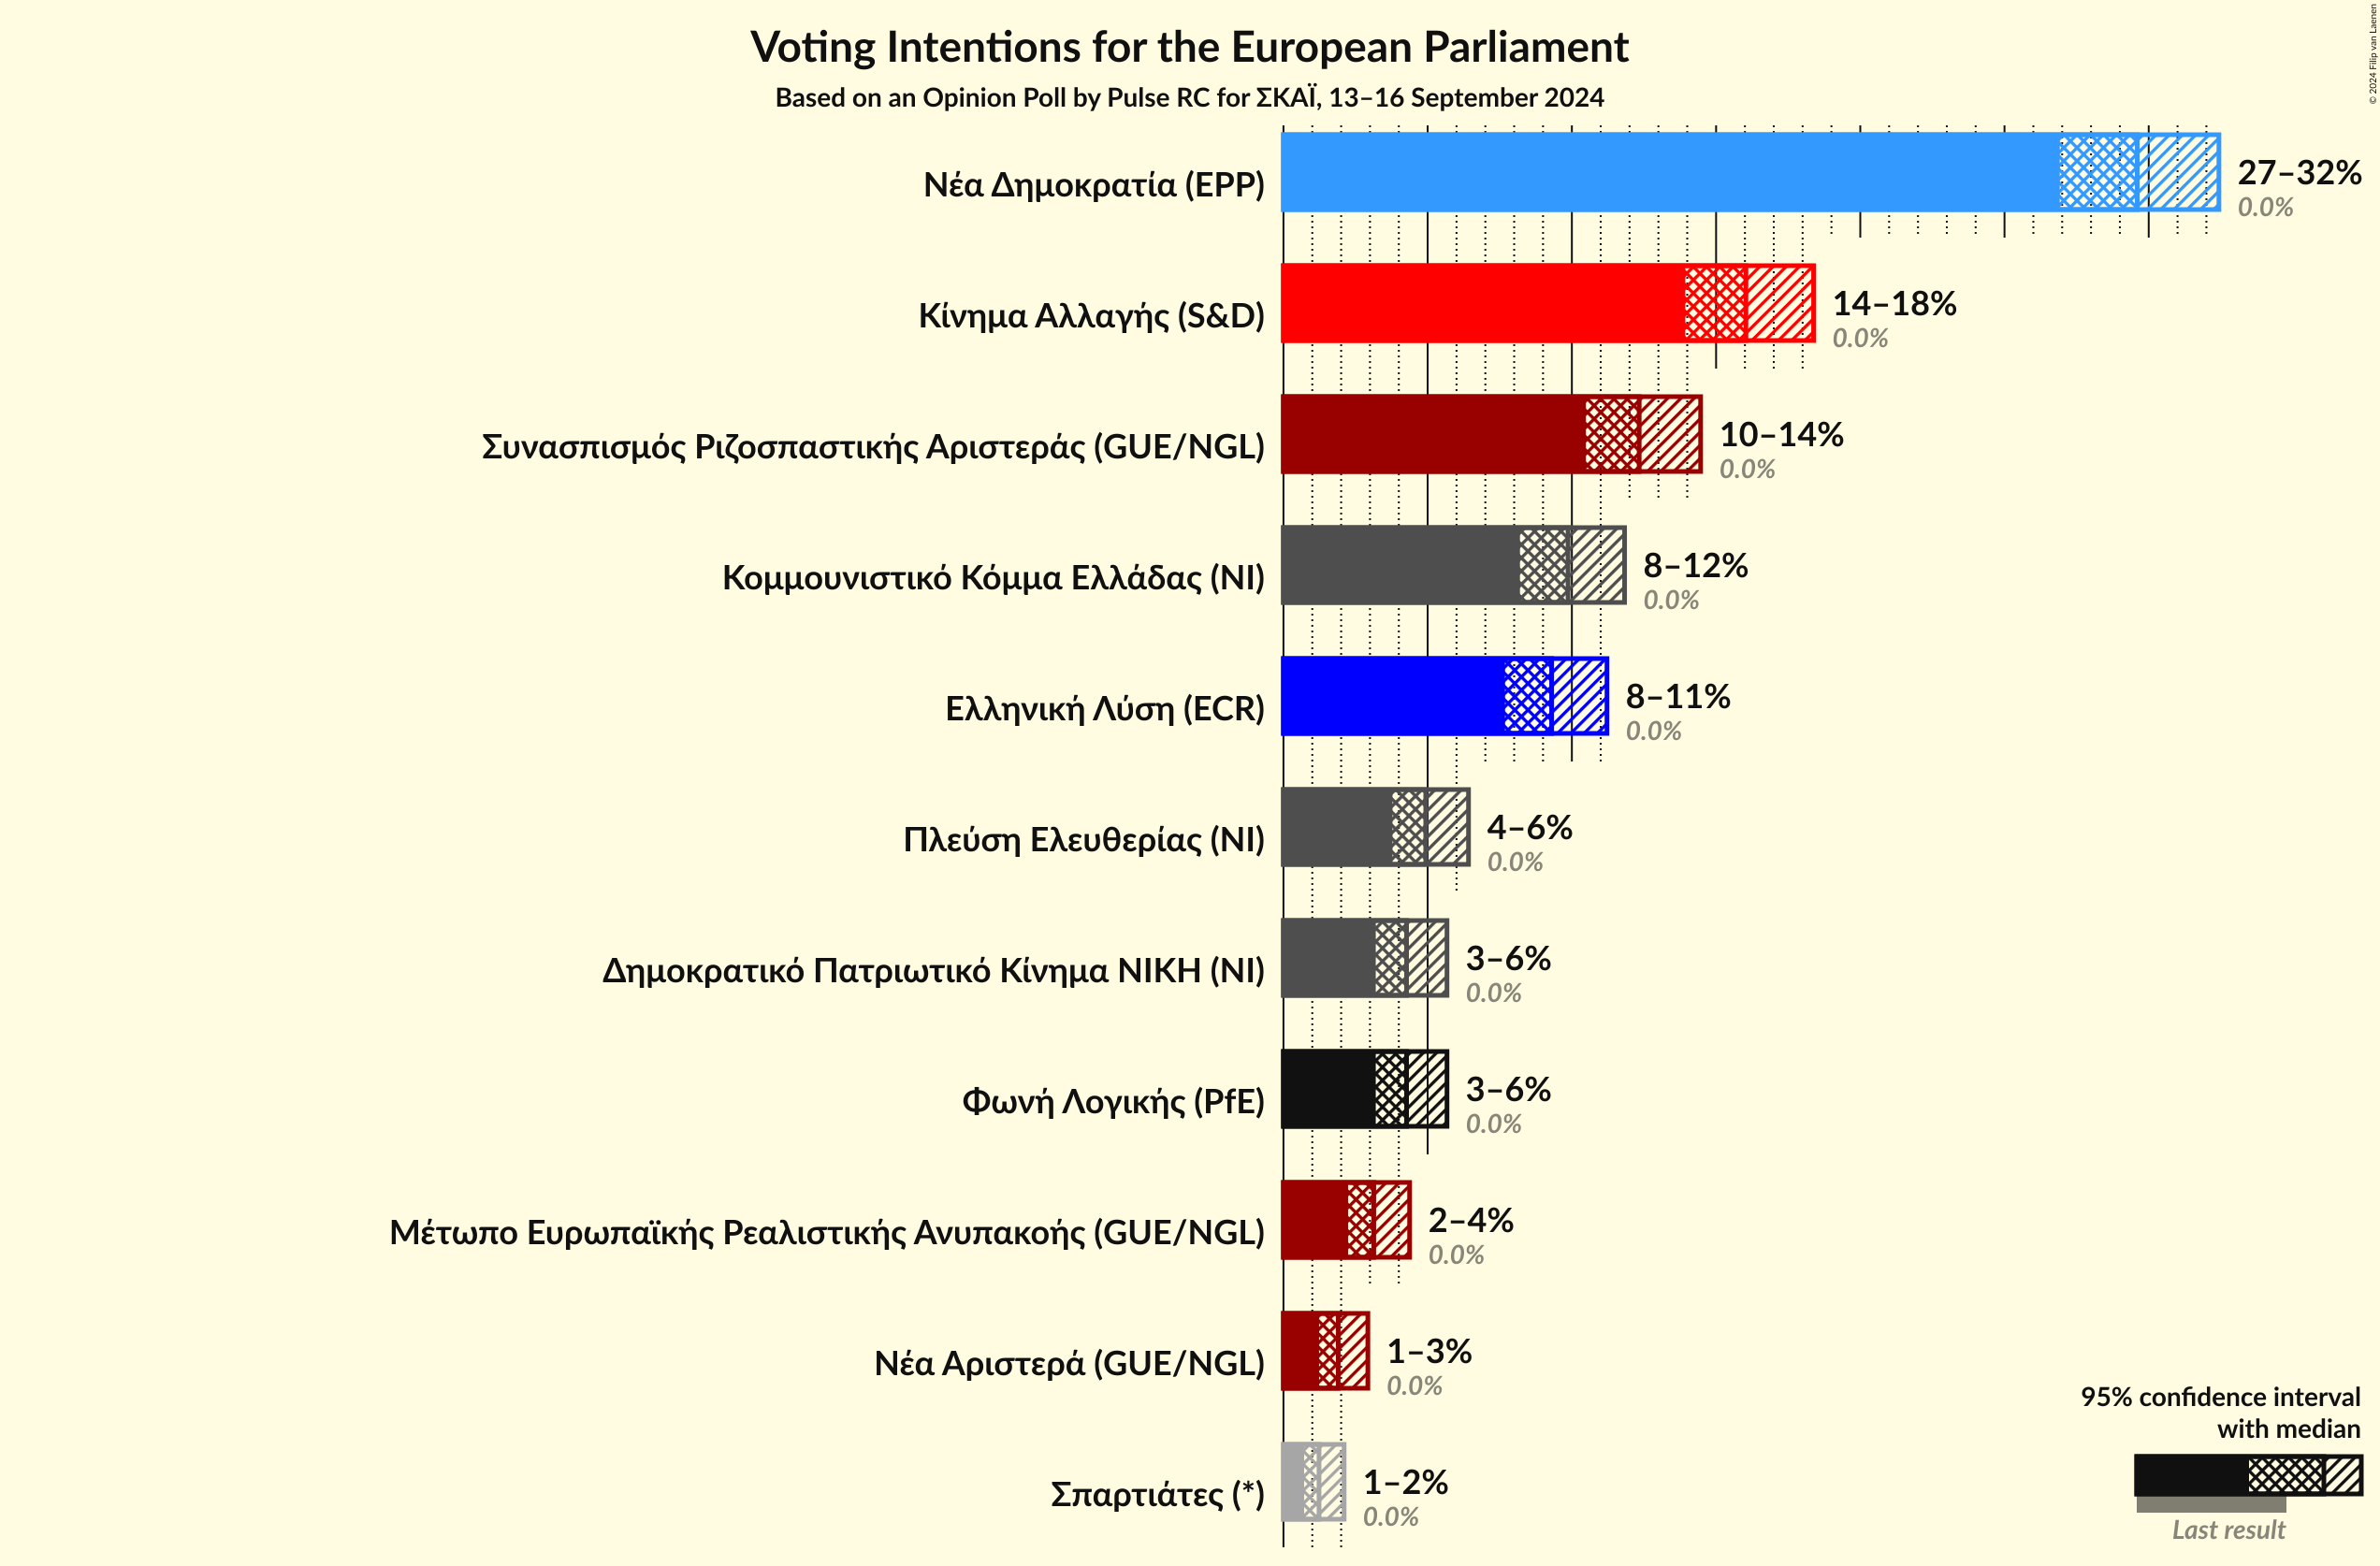 © 2024 Filip van Laenen
Voting Intentions for the European Parliament
Based on an Opinion Poll by Pulse RC for ΣΚΑΪ, 13–16 September 2024
Νέα Δημοκρατία (EPP)
27–32%
0.0%
Κίνημα Αλλαγής (S&D)
14–18%
0.0%
Συνασπισμός Ριζοσπαστικής Αριστεράς (GUE/NGL)
10–14%
0.0%
Κομμουνιστικό Κόμμα Ελλάδας (NI)
8–12%
0.0%
Ελληνική Λύση (ECR)
8–11%
0.0%
Πλεύση Ελευθερίας (NI)
4–6%
0.0%
Δημοκρατικό Πατριωτικό Κίνημα ΝΙΚΗ (NI)
3–6%
0.0%
Φωνή Λογικής (PfE)
3–6%
0.0%
Μέτωπο Ευρωπαϊκής Ρεαλιστικής Ανυπακοής (GUE/NGL)
2–4%
0.0%
Νέα Αριστερά (GUE/NGL)
1–3%
0.0%
Σπαρτιάτες (*)
1–2%
0.0%
95% confidence interval
with median
Last result